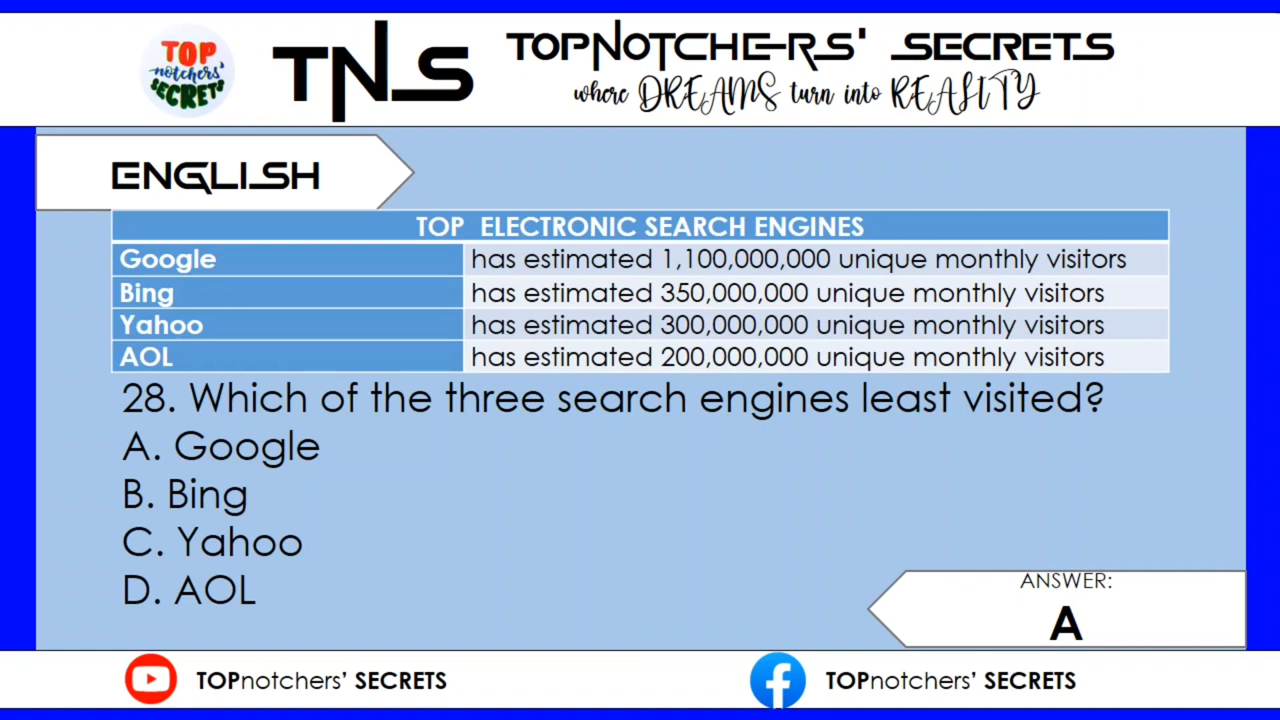 TOP
notchers'
SECRETS
TNS
TOPNOTCHERS' SECRETS
where DREAMS turn into REALITY
ENGLISH
TOP ELECTRONIC SEARCH ENGINES
Google has estimated 1,100,000,000 unique monthly visitors
Bing has estimated 350,000,000 unique monthly visitors
Yahoo has estimated 300,000,000 unique monthly visitors
AOL has estimated 200,000,000 unique monthly visitors
28. Which of the three search engines least visited?
A. Google
B. Bing
C. Yahoo
D. AOL
ANSWER:
A
TOPnotchers' SECRETS
TOPnotchers' SECRETS